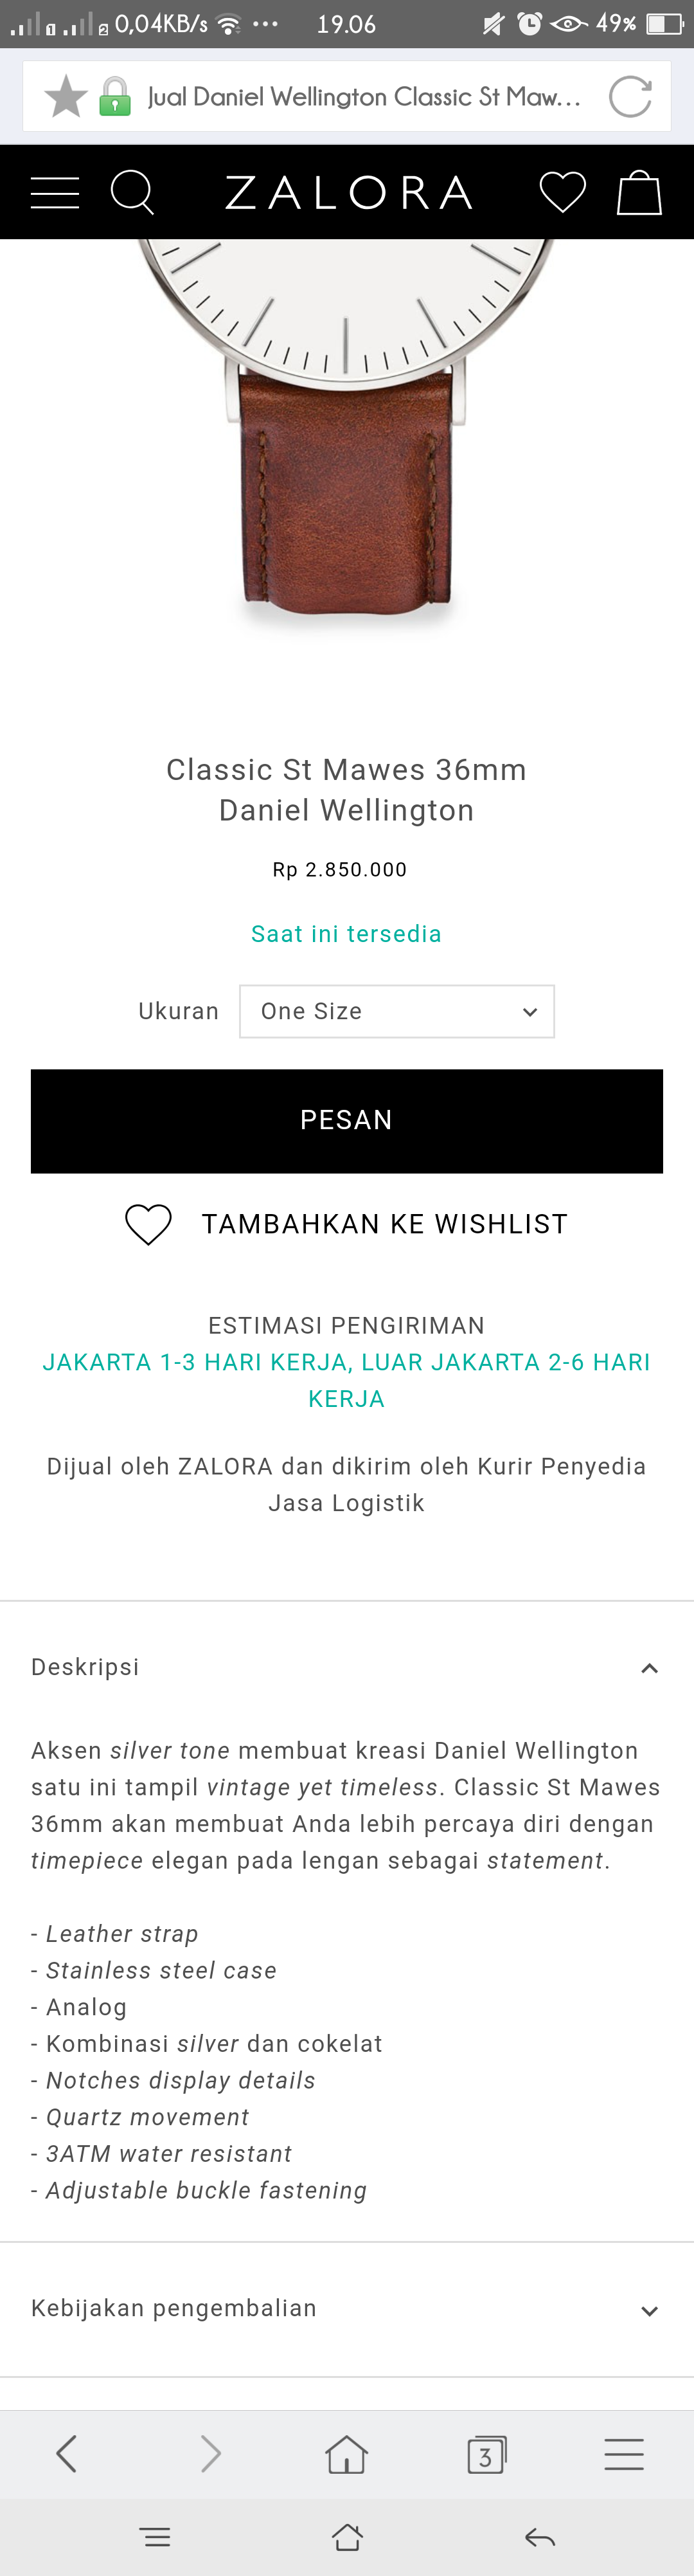 1 2 0,04KB/s ... 19.06 49%
Jual Daniel Wellington Classic St Maw...
ZALORA
Classic St Mawes 36mm
Daniel Wellington
Rp 2.850.000
Saat ini tersedia
Ukuran One Size
PESAN
TAMBAHKAN KE WISHLIST
ESTIMASI PENGIRIMAN
JAKARTA 1-3 HARI KERJA, LUAR JAKARTA 2-6 HARI
KERJA
Dijual oleh ZALORA dan dikirim oleh Kurir Penyedia
Jasa Logistik
Deskripsi
Aksen silver tone membuat kreasi Daniel Wellington
satu ini tampil vintage yet timeless. Classic St Mawes
36mm akan membuat Anda lebih percaya diri dengan
timepiece elegan pada lengan sebagai statement.
- Leather strap
- Stainless steel case
- Analog
- Kombinasi silver dan cokelat
- Notches display details
- Quartz movement
- 3ATM water resistant
- Adjustable buckle fastening
Kebijakan pengembalian
3